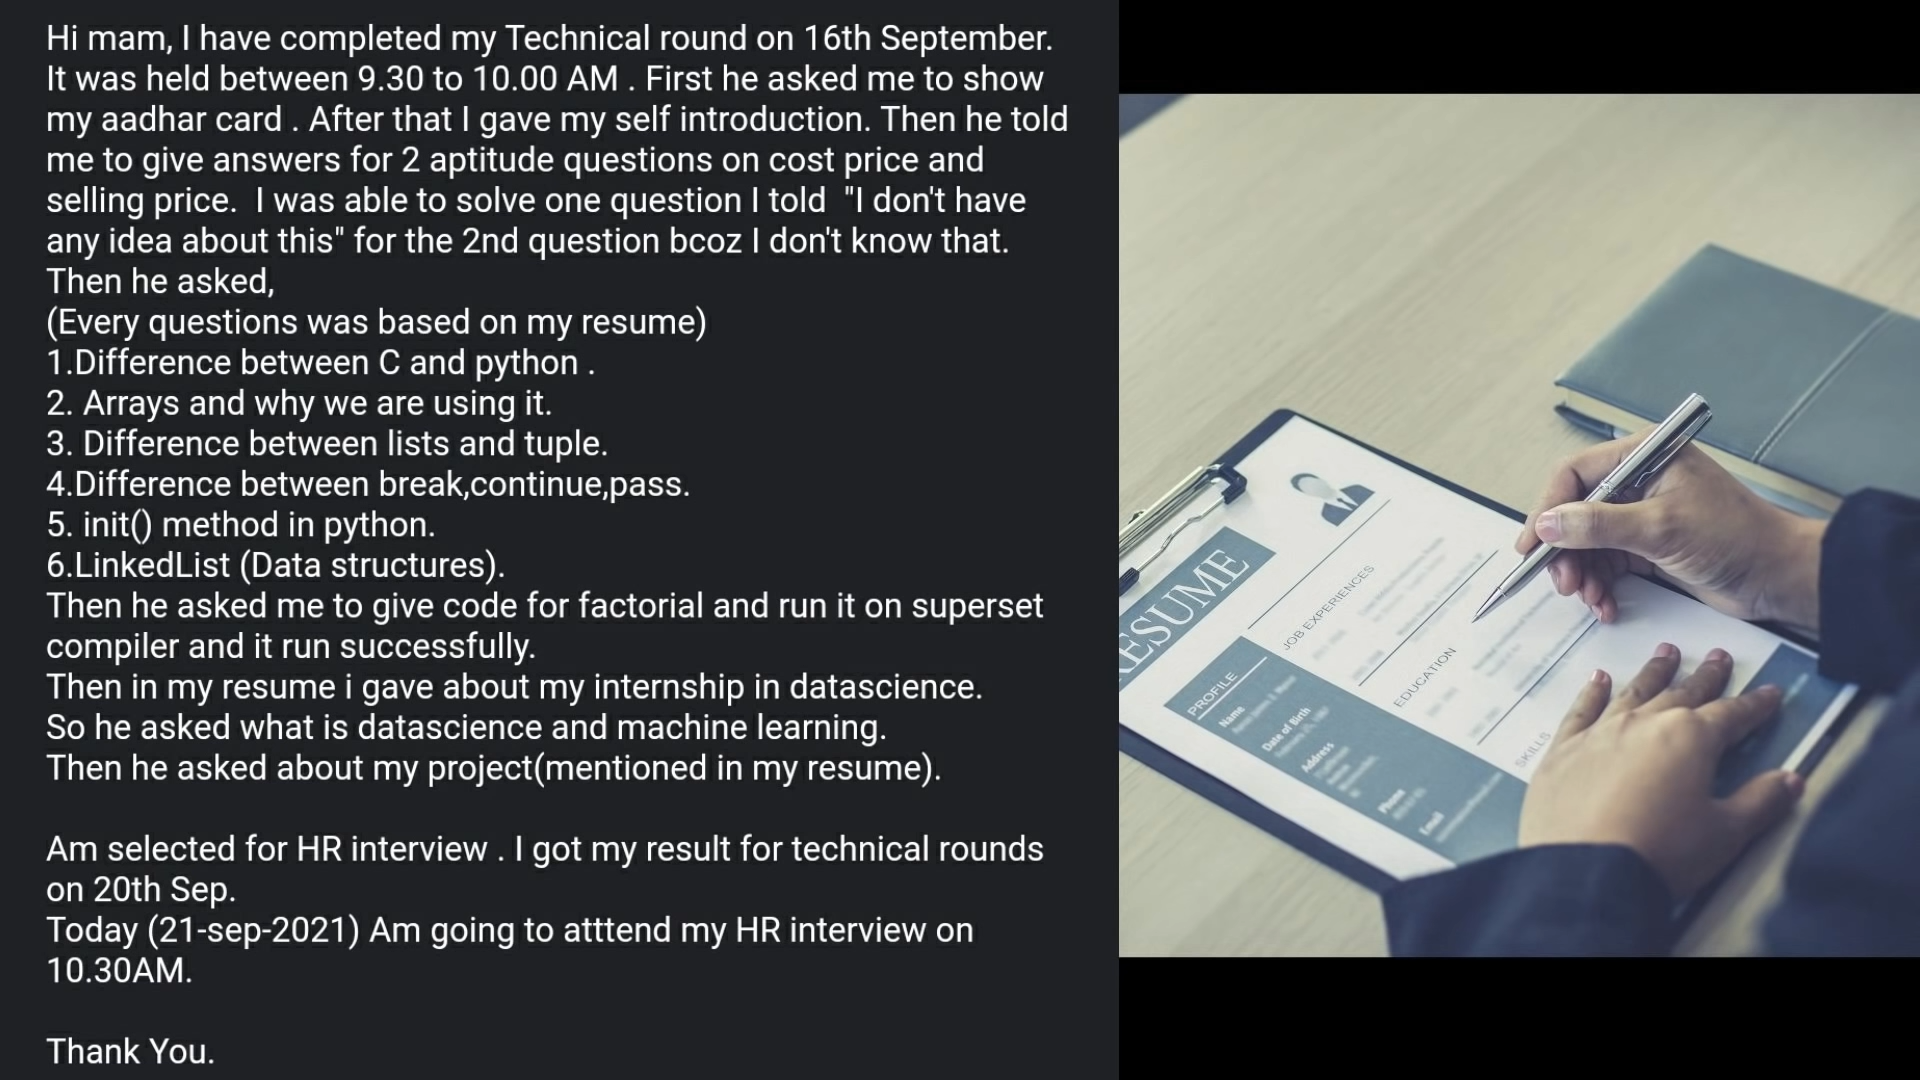 Hi mam, I have completed my Technical round on 16th September.
It was held between 9.30 to 10.00 AM . First he asked me to show
my aadhar card . After that I gave my self introduction. Then he told
me to give answers for 2 aptitude questions on cost price and
selling price.  I was able to solve one question I told  "I don't have
any idea about this" for the 2nd question bcoz I don't know that.
Then he asked,
(Every questions was based on my resume)
1.Difference between C and python .
2. Arrays and why we are using it.
3. Difference between lists and tuple.
4.Difference between break,continue,pass.
5. init() method in python.
6.LinkedList (Data structures).
Then he asked me to give code for factorial and run it on superset
compiler and it run successfully.
Then in my resume i gave about my internship in datascience.
So he asked what is datascience and machine learning.
Then he asked about my project(mentioned in my resume).
Am selected for HR interview . I got my result for technical rounds
on 20th Sep.
Today (21-sep-2021) Am going to atttend my HR interview on
10.30AM.
Thank You.
RESUME
PROFILE
Name
Date of Birth
Address
Phone
Email
JOB EXPERIENCES
EDUCATION
SKILLS